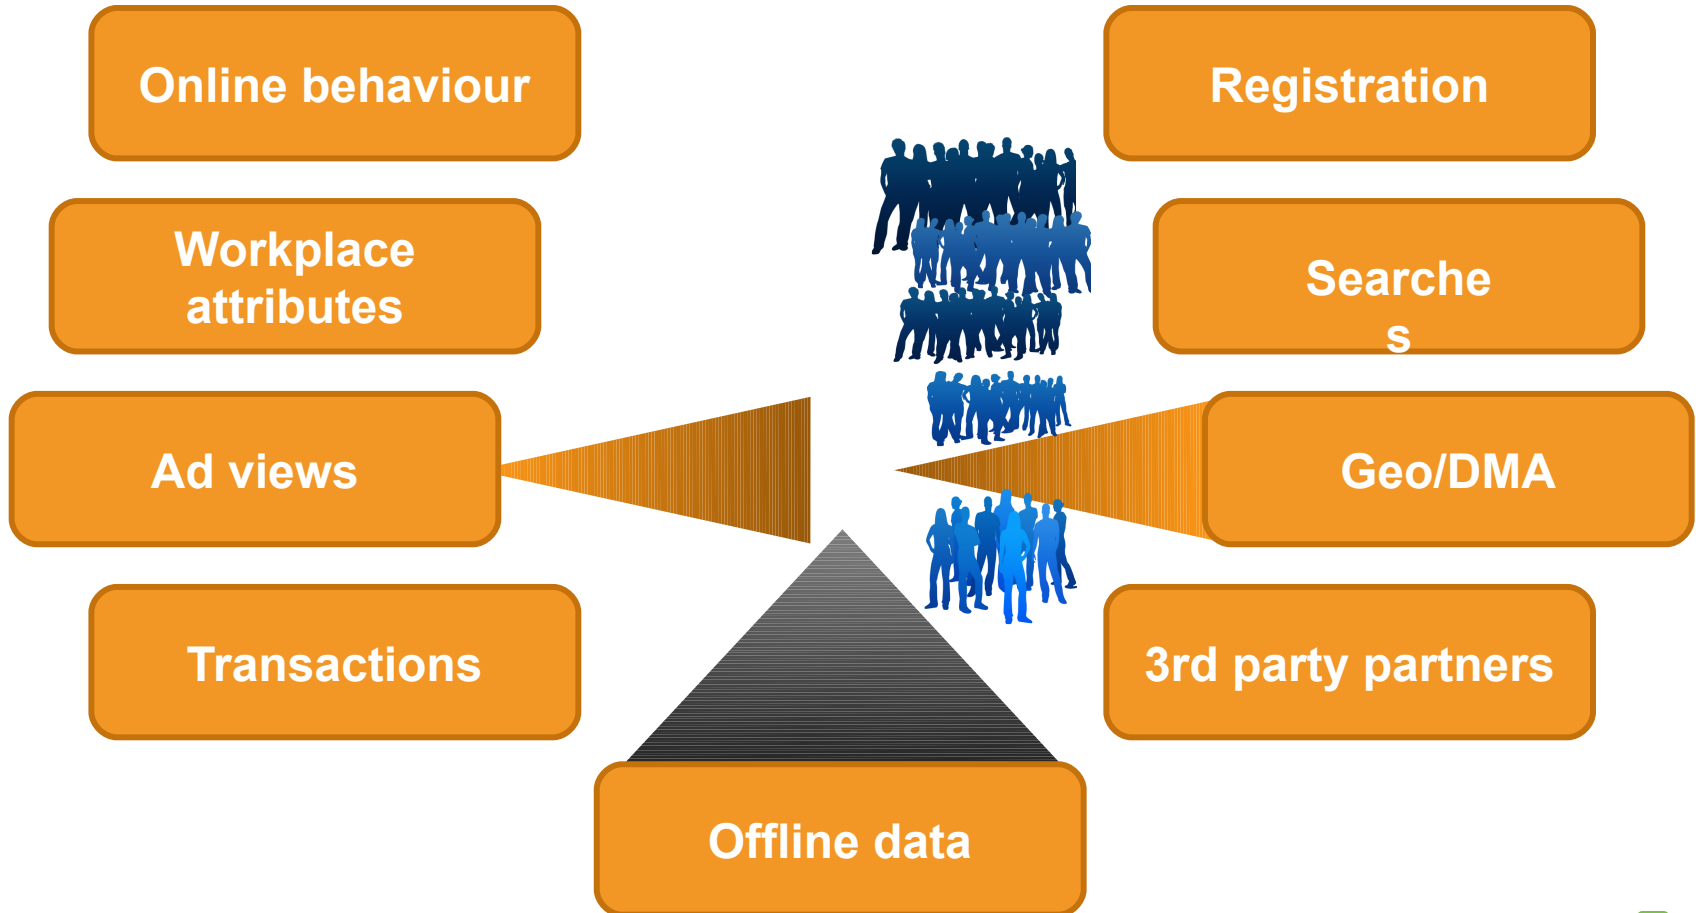 Online behaviour
Registration
Workplace
attributes
Searche
s
Ad views
Geo/DMA
Transactions
3rd party partners
Offline data